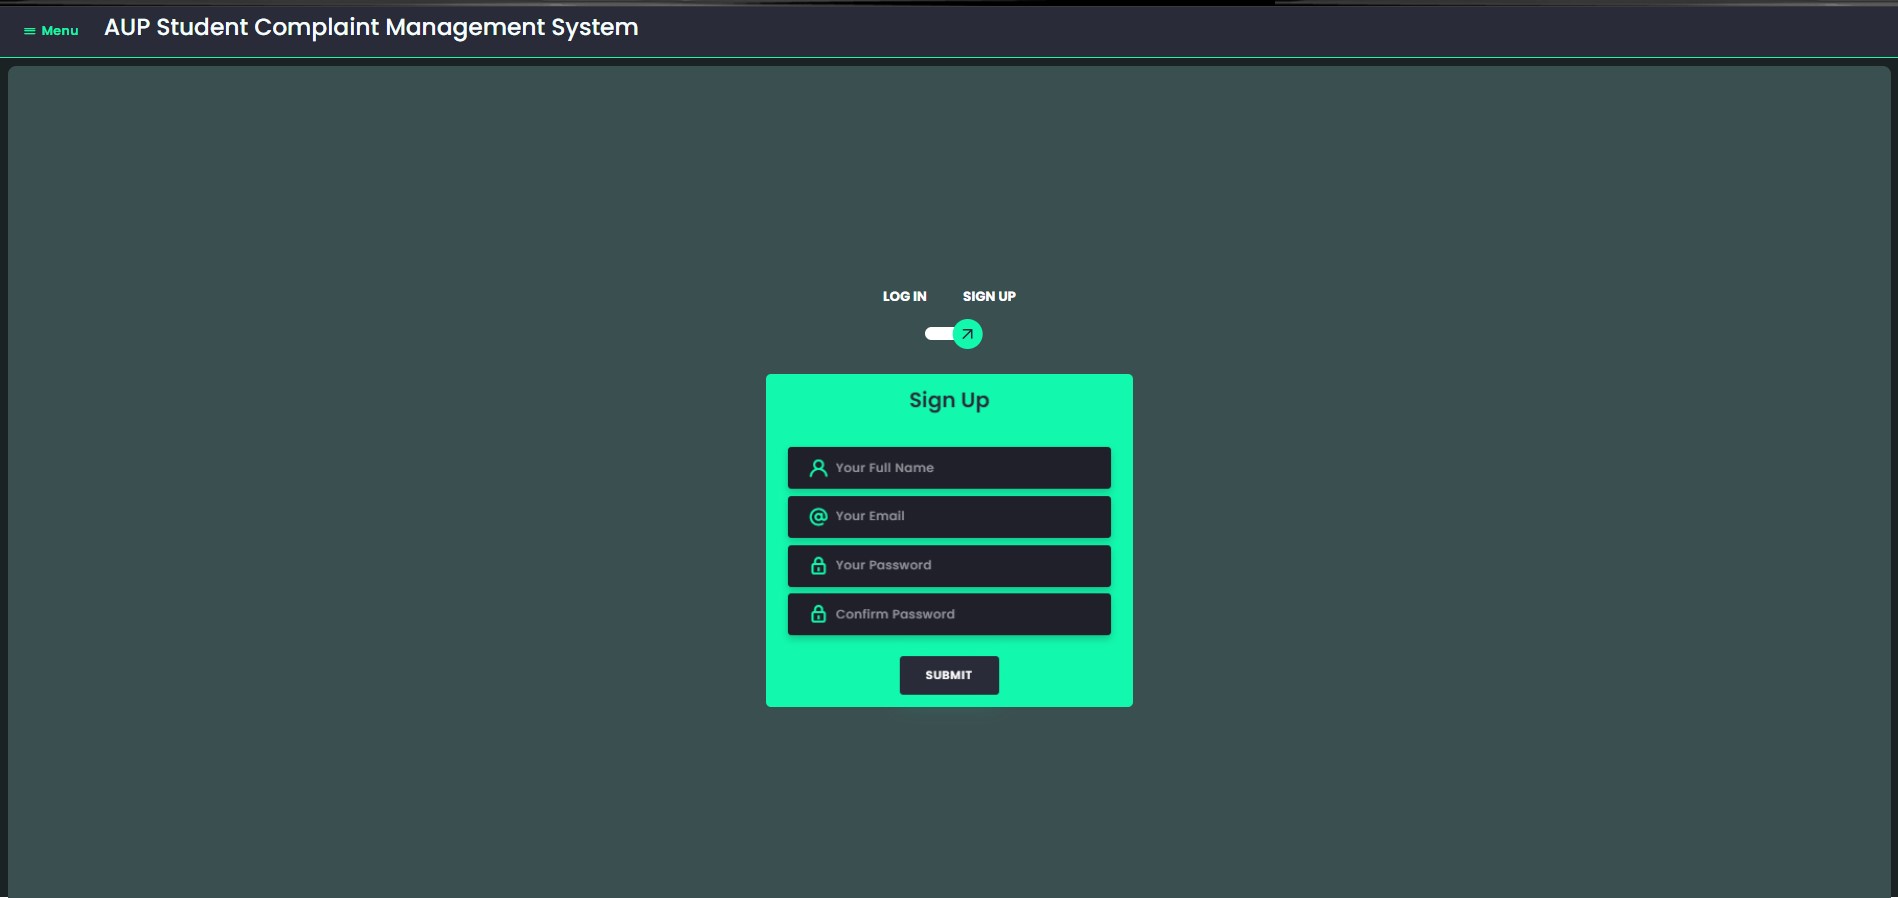 Menu
AUP Student Complaint Management System
LOG IN
SIGN UP
Sign Up
Your Full Name
Your Email
Your Password
Confirm Password
SUBMIT